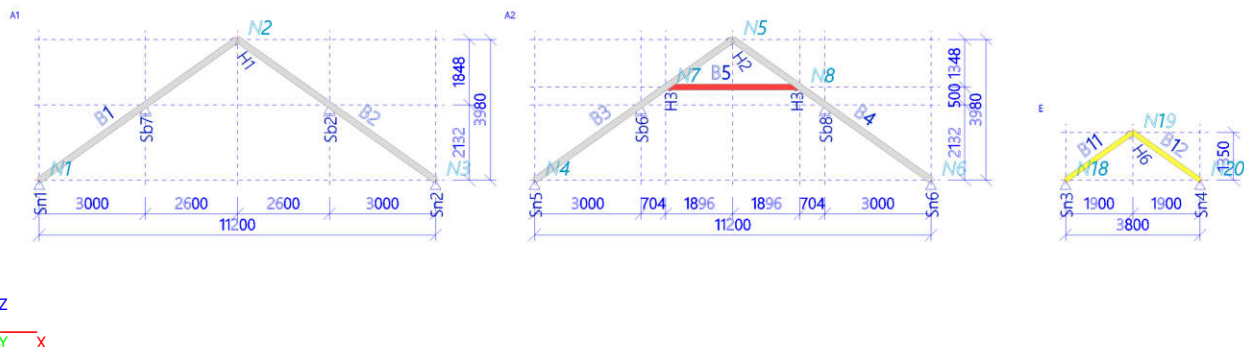 A1
N2
H1
B1
B2
Sb7
Sb2
N1
N3
Sn1
Sn2
3000
2600
2600
3000
11200
1848
2132
3980
A2
N5
H2
N7
B5
N8
H3
H3
B3
B4
Sb6
Sb8
N4
N6
Sn5
Sn6
3000
704
1896
1896
704
3000
11200
1348
500
2132
3980
E
N19
B11
B12
H6
N18
N20
Sn3
Sn4
1900
1900
3800
1350
Z
Y X